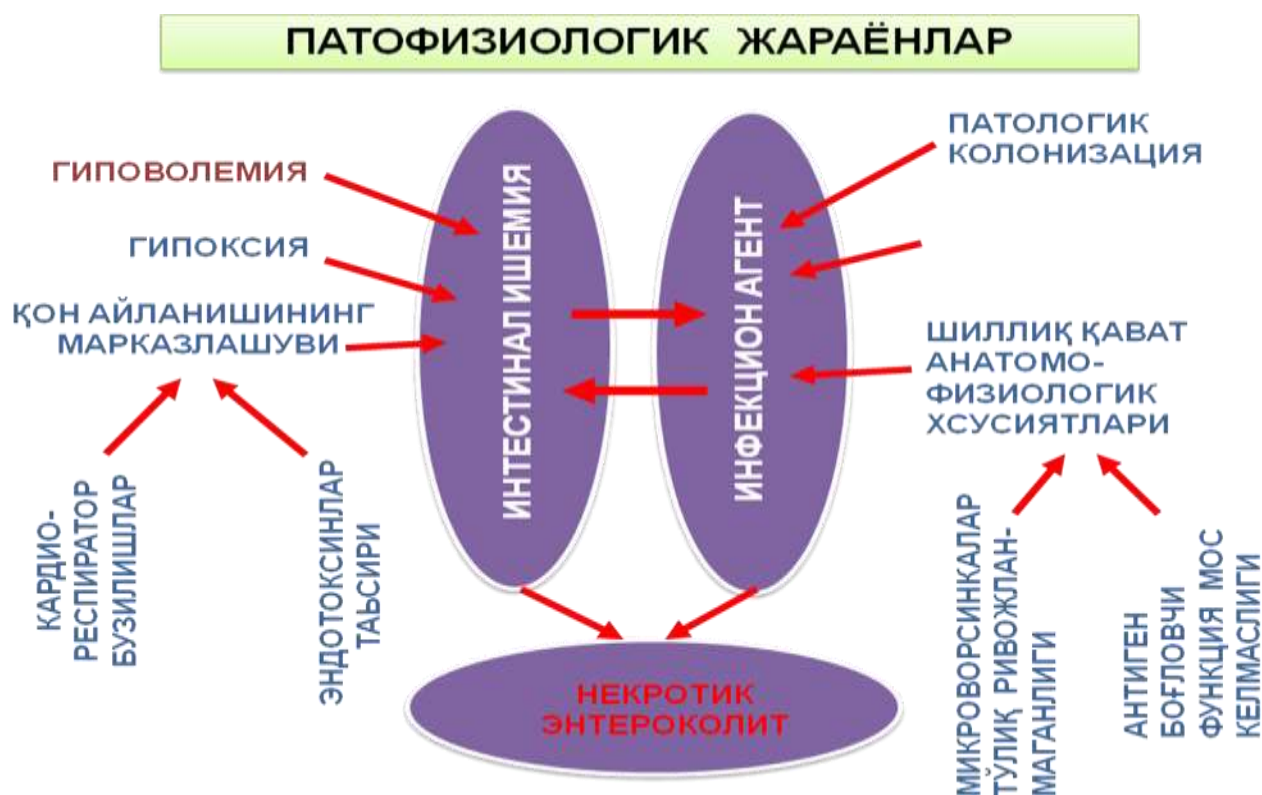 ПАТОФИЗИОЛОГИК ЖАРАЁНЛАР
ГИПОВОЛЕМИЯ
ГИПОКСИЯ
ҚОН АЙЛАНИШИНИНГ
МАРКАЗЛАШУВИ
КАРДИО-
РЕСПИРАТОР
БУЗИЛИШЛАР
ЭНДОТОКСИНЛАР
ТАЬСИРИ
ИНТЕСТИНАЛ ИШЕМИЯ
ИНФЕКЦИОН АГЕНТ
ПАТОЛОГИК
КОЛОНИЗАЦИЯ
ШИЛЛИҚ ҚАВАТ
АНАТОМО-
ФИЗИОЛОГИК
ХСУСИЯТЛАРИ
МИКРОВОРСИНКАЛАР
ТЎЛИҚ РИВОЖЛАН-
МАГАНЛИГИ
АНТИГЕН
БОҒЛОВЧИ
ФУНКЦИЯ МОС
КЕЛМАСЛИГИ
НЕКРОТИК
ЭНТЕРОКОЛИТ